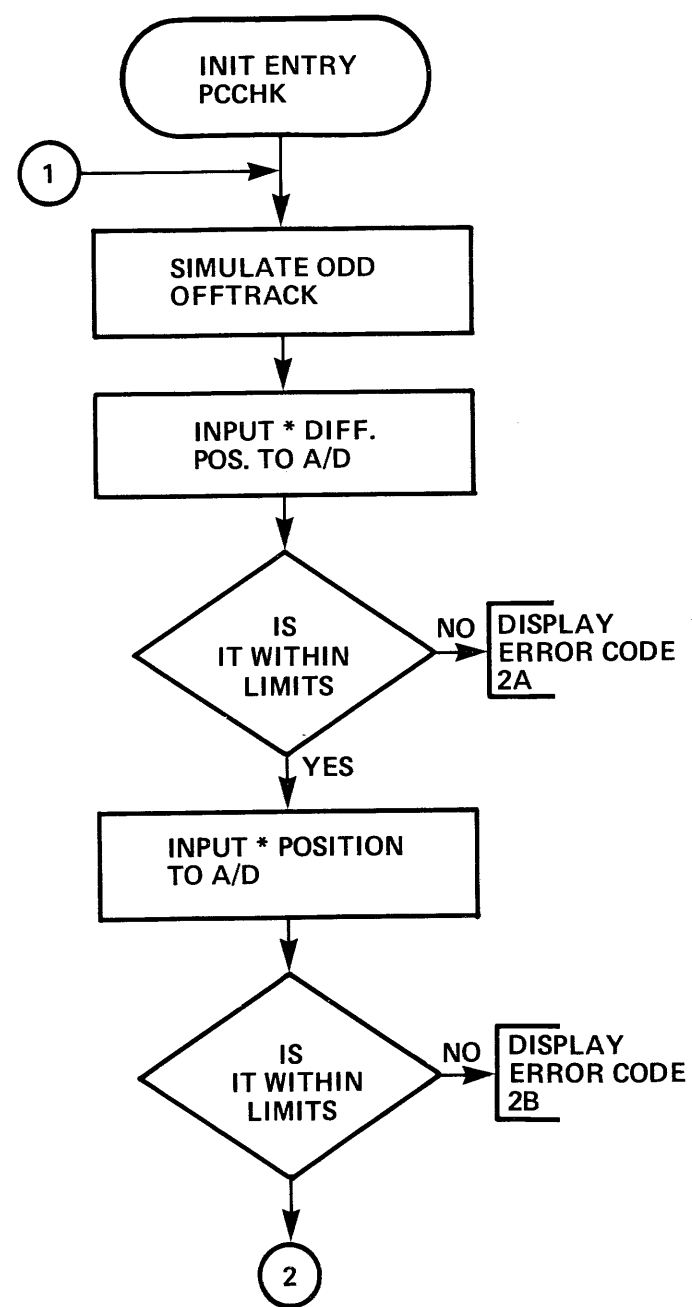 INIT ENTRY
PCCHK
1
SIMULATE ODD
OFFTRACK
INPUT * DIFF.
POS. TO A/D
IS
IT WITHIN
LIMITS
NO
DISPLAY
ERROR CODE
2A
YES
INPUT * POSITION
TO A/D
IS
IT WITHIN
LIMITS
NO
DISPLAY
ERROR CODE
2B
2